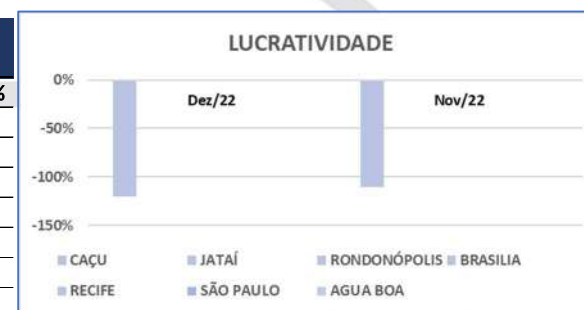 %
LUCRATIVIDADE
0%
Dez/22 Nov/22
-50%
-100%
-150%
CAÇU JATAÍ RONDONÓPOLIS BRASILIA
RECIFE SÃO PAULO AGUA BOA